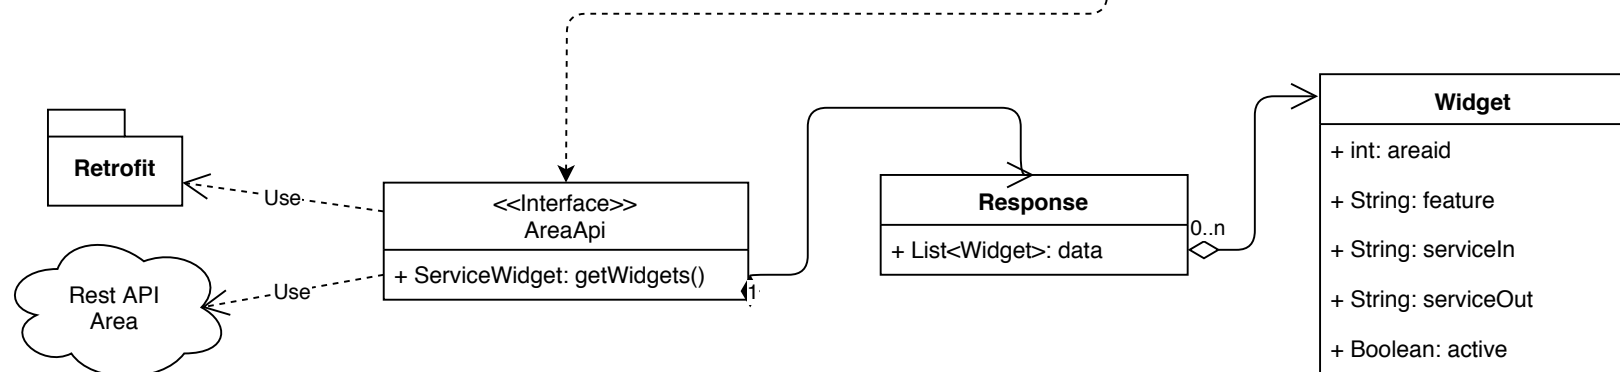 Retrofit
Use
Rest API
Area
Use
<<Interface>>
AreaApi
+ ServiceWidget: getWidgets()
1
Response
+ List<Widget>: data
0..n
Widget
+ int: areaid
+ String: feature
+ String: serviceIn
+ String: serviceOut
+ Boolean: active